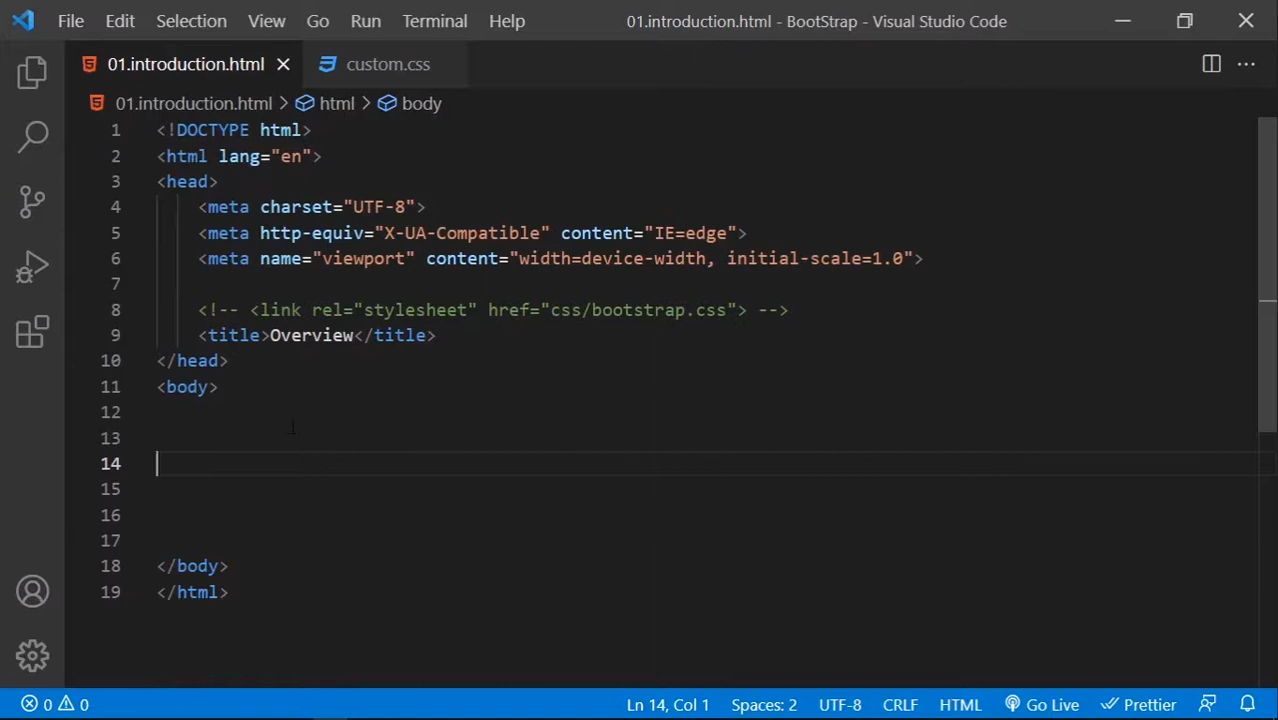 File Edit Selection View Go Run Terminal Help 01.introduction.html - BootStrap - Visual Studio Code
01.introduction.html custom.css
01.introduction.html > html > body
1 <!DOCTYPE html>
2 <html lang="en">
3 <head>
4 <meta charset="UTF-8">
5 <meta http-equiv="X-UA-Compatible" content="IE=edge">
6 <meta name="viewport" content="width=device-width, initial-scale=1.0">
7
8 <!-- <link rel="stylesheet" href="css/bootstrap.css"> -->
9 <title>Overview</title>
10 </head>
11 <body>
12
13
14
15
16
17
18 </body>
19 </html>
0 0 Ln 14, Col 1 Spaces: 2 UTF-8 CRLF HTML Go Live Prettier